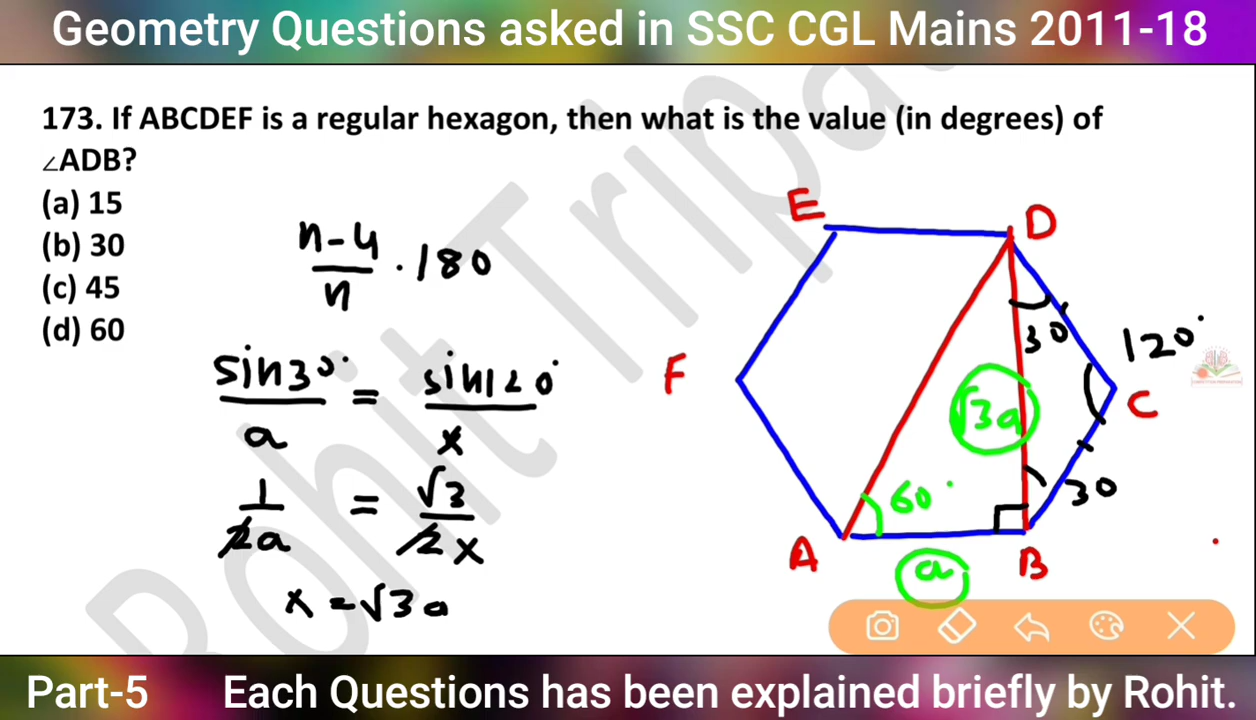 Geometry Questions asked in SSC CGL Mains 2011-18
173. If ABCDEF is a regular hexagon, then what is the value (in degrees) of
∠ADB?
(a) 15
(b) 30
(c) 45
(d) 60
n-4/n . 180
sin30°/a = sin120°/x
1/2a = √3/2x
x = √3a
E
D
F
C
A
B
30
120°
√3a
60°
30
a
Rohit Tripa
Part-5
Each Questions has been explained briefly by Rohit.